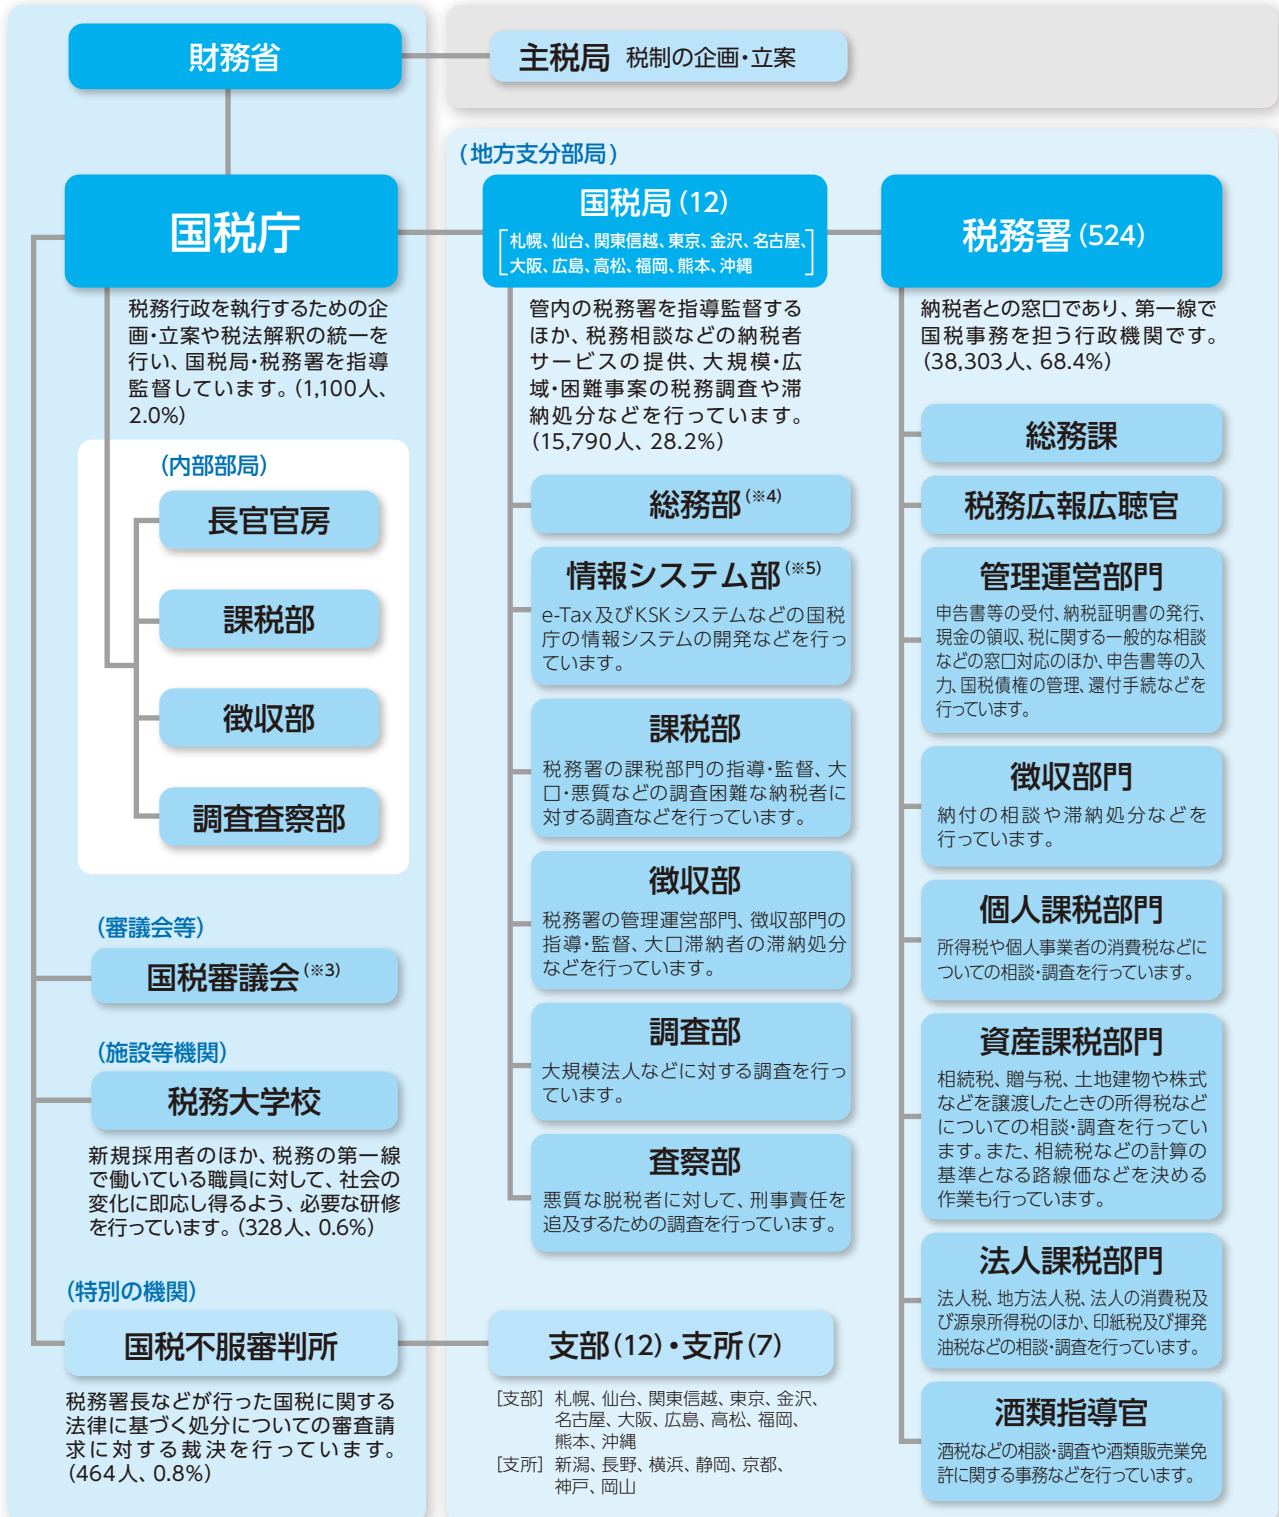 財務省
主税局 税制の企画・立案
国税庁
税務行政を執行するための企
画・立案や税法解釈の統一を
行い、国税局・税務署を指導
監督しています。(1,100人、
2.0%)
(内部部局)
長官官房
課税部
徴収部
調査査察部
(審議会等)
国税審議会(※3)
(施設等機関)
税務大学校
新規採用者のほか、税務の第一線
で働いている職員に対して、社会の
変化に即応し得るよう、必要な研修
を行っています。(328人、0.6%)
(特別の機関)
国税不服審判所
税務署長などが行った国税に関する
法律に基づく処分についての審査請
求に対する裁決を行っています。
(464人、0.8%)
(地方支分部局)
国税局(12)
[札幌、仙台、関東信越、東京、金沢、名古屋、
大阪、広島、高松、福岡、熊本、沖縄]
管内の税務署を指導監督する
ほか、税務相談などの納税者
サービスの提供、大規模・広
域・困難事案の税務調査や滞
納処分などを行っています。
(15,790人、28.2%)
総務部(※4)
情報システム部(※5)
e-Tax及びKSKシステムなどの国税
庁の情報システムの開発などを行っ
ています。
課税部
税務署の課税部門の指導・監督、大
口・悪質などの調査困難な納税者に
対する調査などを行っています。
徴収部
税務署の管理運営部門、徴収部門の
指導・監督、大口滞納者の滞納処分
などを行っています。
調査部
大規模法人などに対する調査を行っ
ています。
査察部
悪質な脱税者に対して、刑事責任を
追及するための調査を行っています。
支部(12)・支所(7)
[支部] 札幌、仙台、関東信越、東京、金沢、
名古屋、大阪、広島、高松、福岡、
熊本、沖縄
[支所] 新潟、長野、横浜、静岡、京都、
神戸、岡山
税務署(524)
納税者との窓口であり、第一線で
国税事務を担う行政機関です。
(38,303人、68.4%)
総務課
税務広報広聴官
管理運営部門
申告書等の受付、納税証明書の発行、
現金の領収、税に関する一般的な相談
などの窓口対応のほか、申告書等の入
力、国税債権の管理、還付手続などを
行っています。
徴収部門
納付の相談や滞納処分などを
行っています。
個人課税部門
所得税や個人事業者の消費税などに
ついての相談・調査を行っています。
資産課税部門
相続税、贈与税、土地建物や株式
などを譲渡したときの所得税など
についての相談・調査を行ってい
ます。また、相続税などの計算の
基準となる路線価などを決める
作業も行っています。
法人課税部門
法人税、地方法人税、法人の消費税及
び源泉所得税のほか、印紙税及び揮発
油税などの相談・調査を行っています。
酒類指導官
酒税などの相談・調査や酒類販売業免
許に関する事務などを行っています。